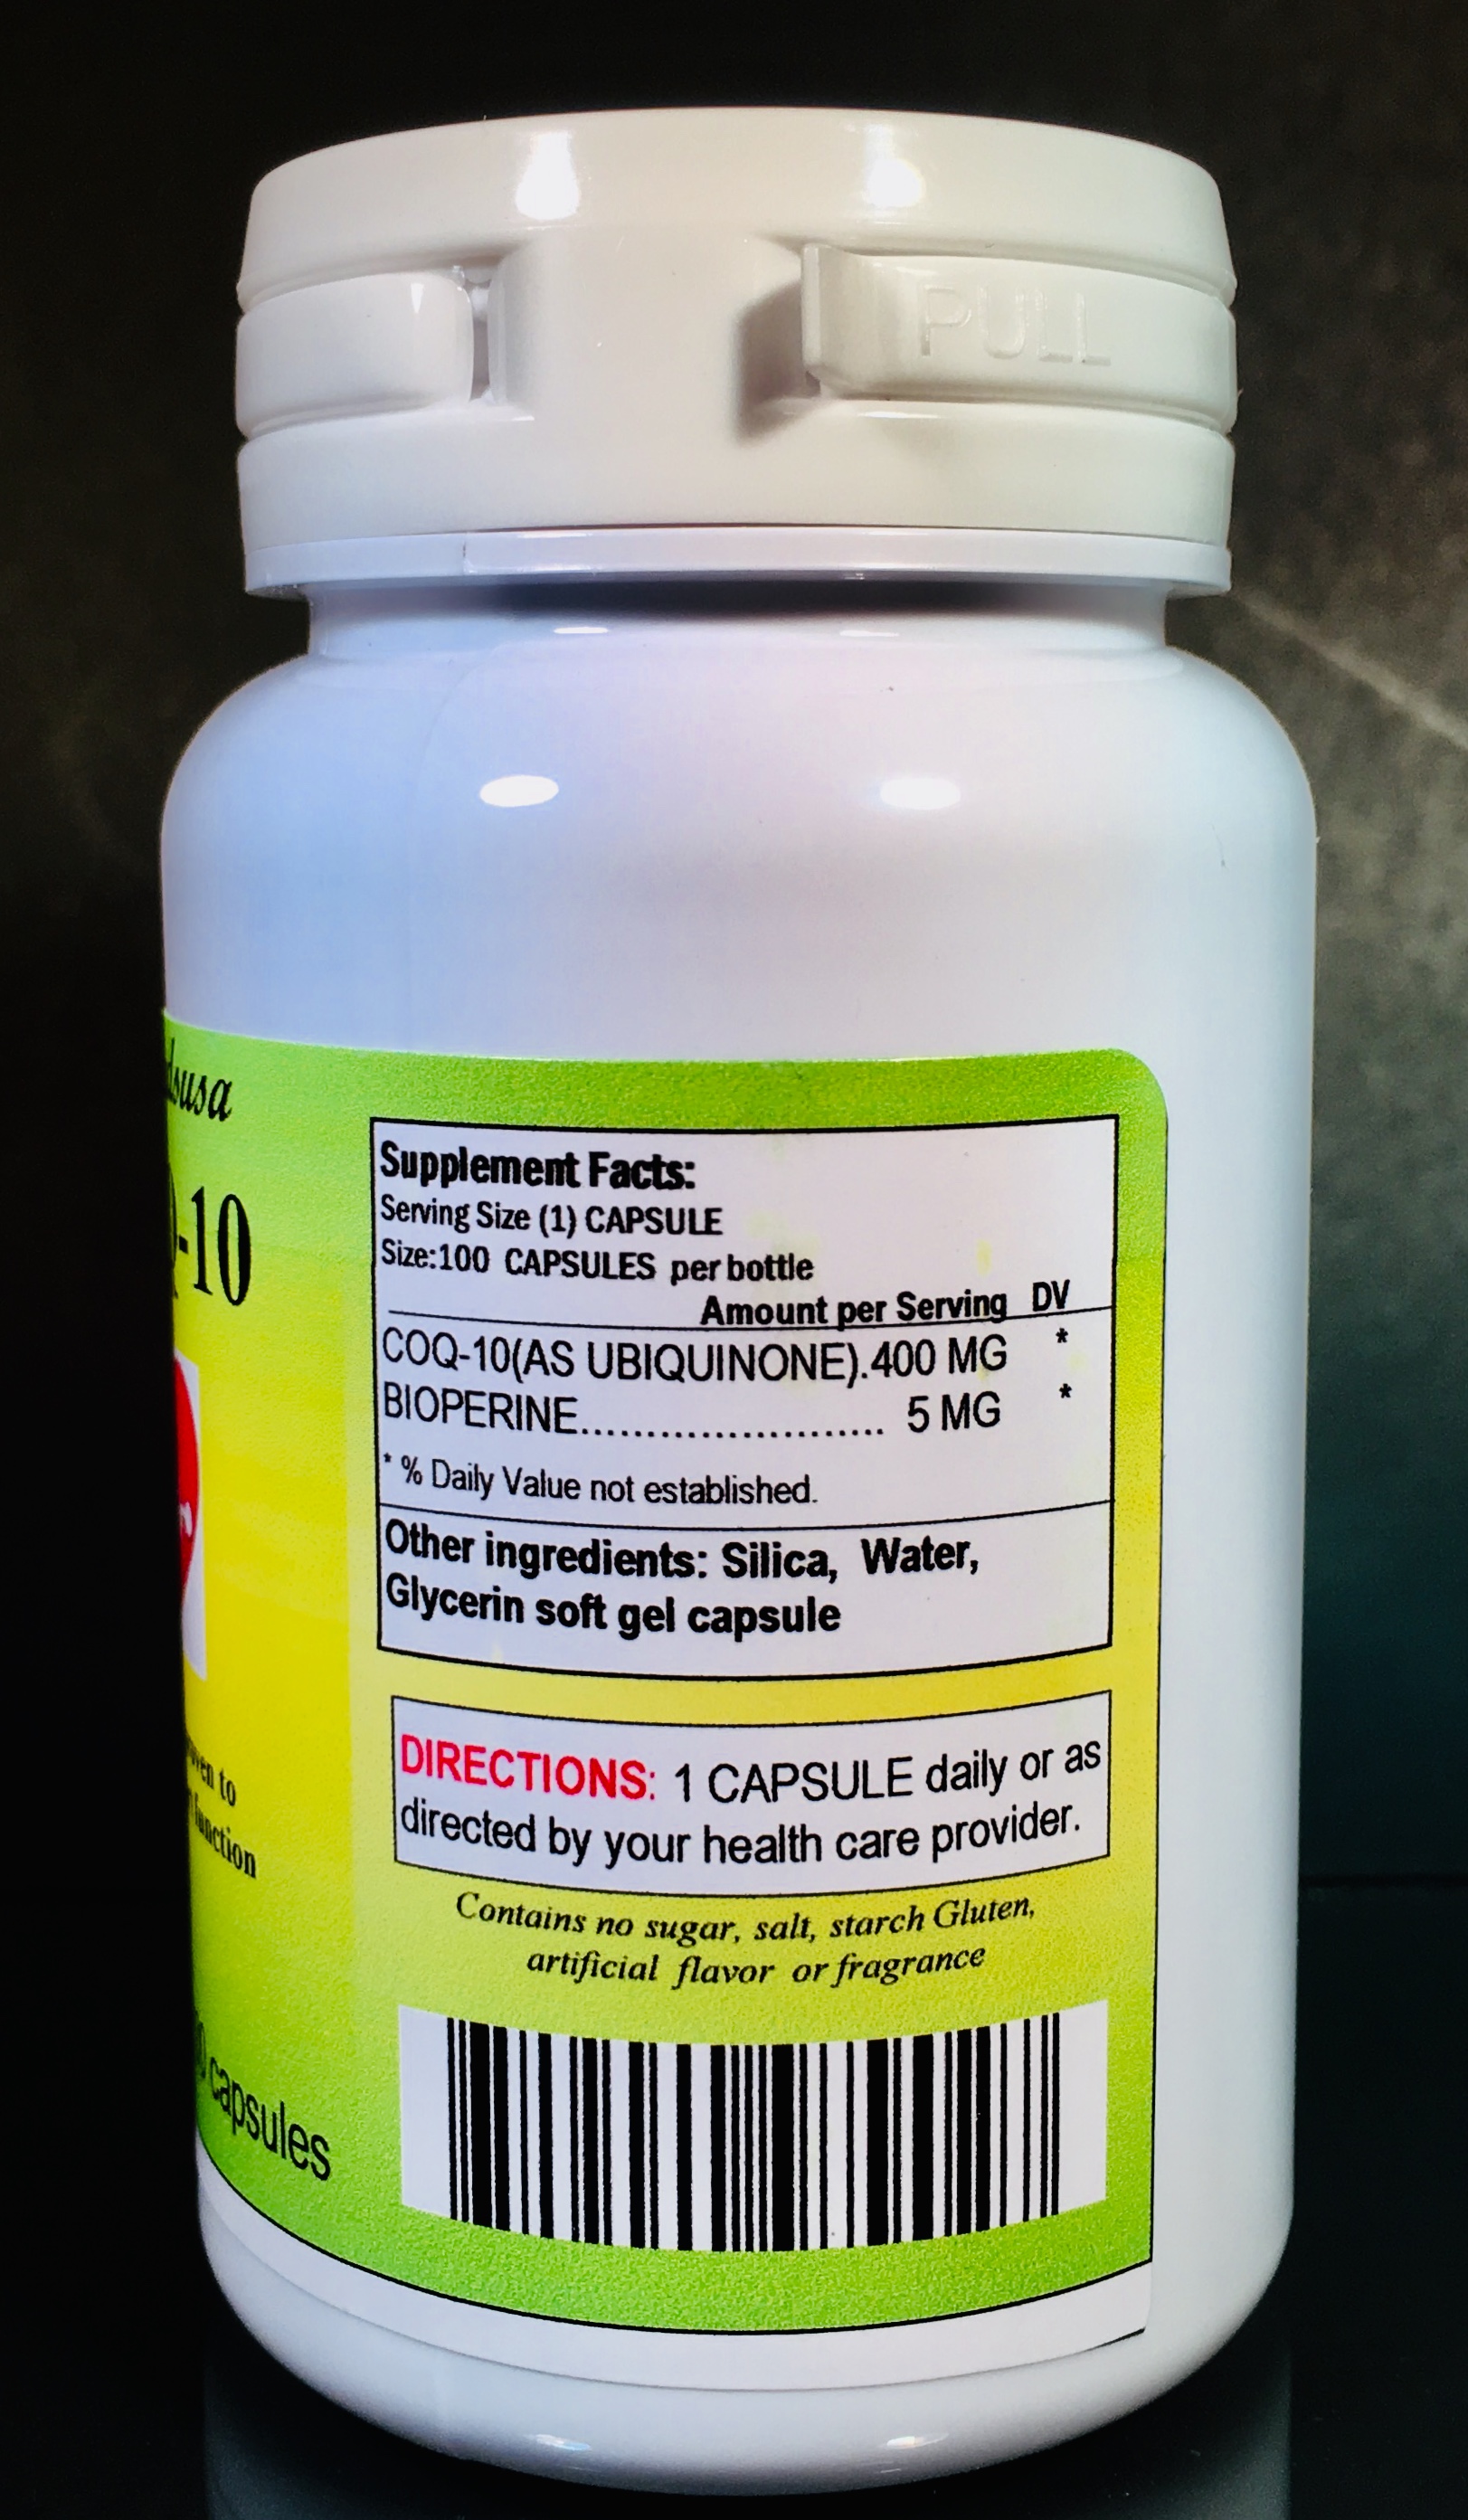 PULL
-10
function
capsules
Supplement Facts:
Serving Size (1) CAPSULE
Size:100 CAPSULES per bottle
Amount per Serving DV
COQ-10(AS UBIQUINONE).400 MG *
BIOPERINE........................ 5 MG *
* % Daily Value not established.
Other ingredients: Silica, Water,
Glycerin soft gel capsule
DIRECTIONS: 1 CAPSULE daily or as
directed by your health care provider.
Contains no sugar, salt, starch Gluten,
artificial flavor or fragrance